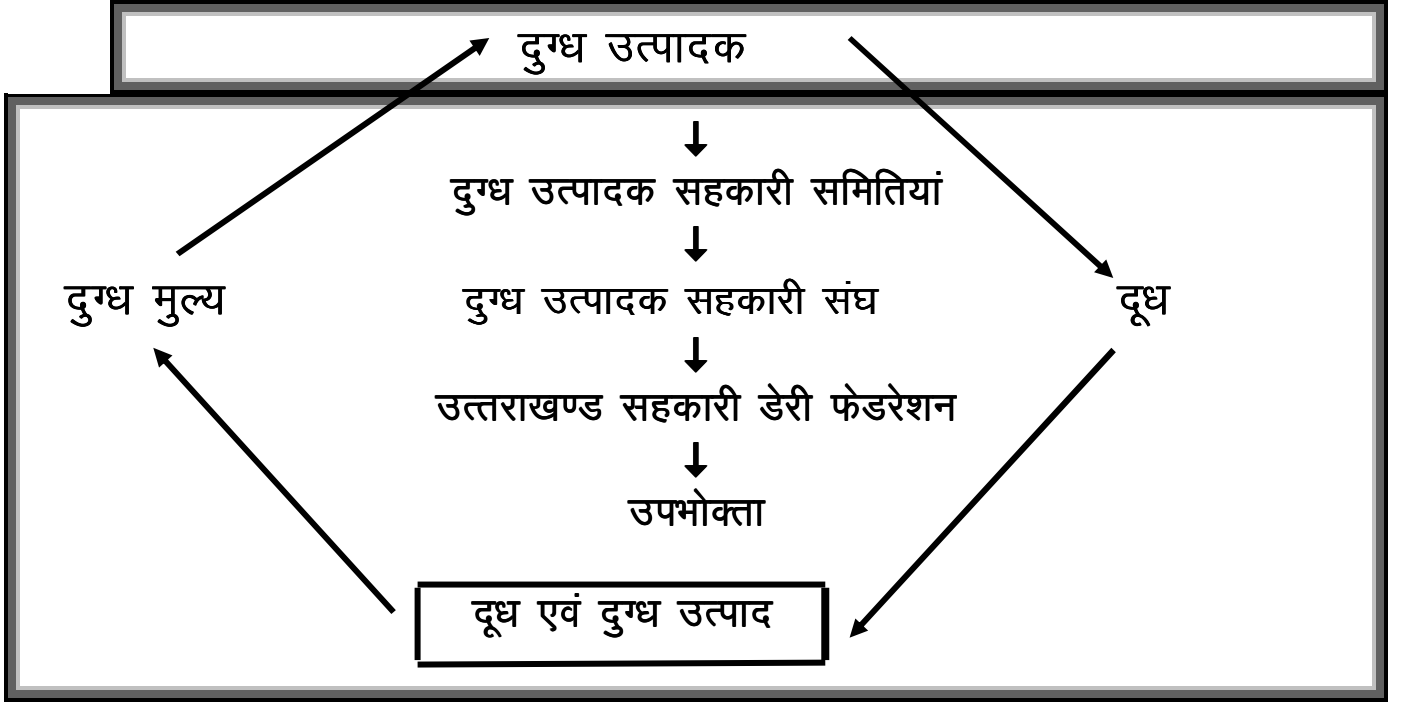 दुग्ध उत्पादक
दुग्ध उत्पादक सहकारी समितियां
दुग्ध मुल्य
दुग्ध उत्पादक सहकारी संघ
दूध
उत्तराखण्ड सहकारी डेरी फेडरेशन
उपभोक्ता
दूध एवं दुग्ध उत्पाद